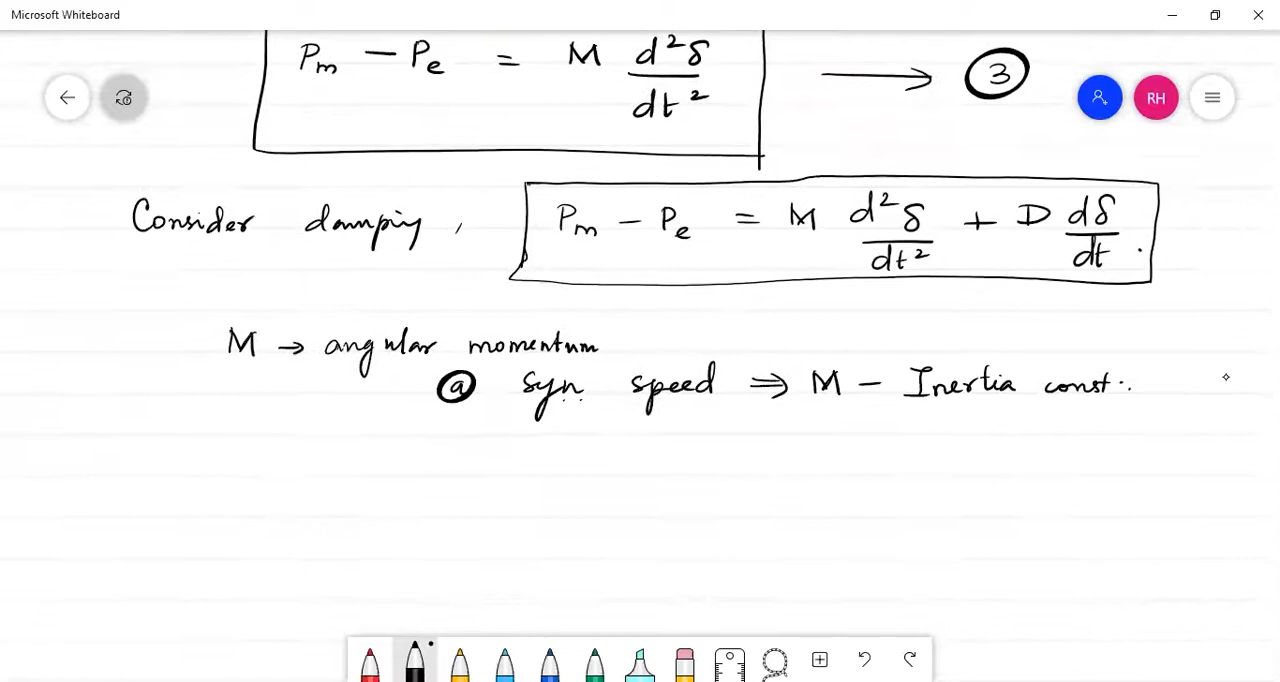 Microsoft Whiteboard
Pm - Pe = M d²δ/dt² → ③
RH
Consider damping, Pm - Pe = M d²δ/dt² + D dδ/dt.
M → angular momentum
@ syn speed ⇒ M - Inertia const.